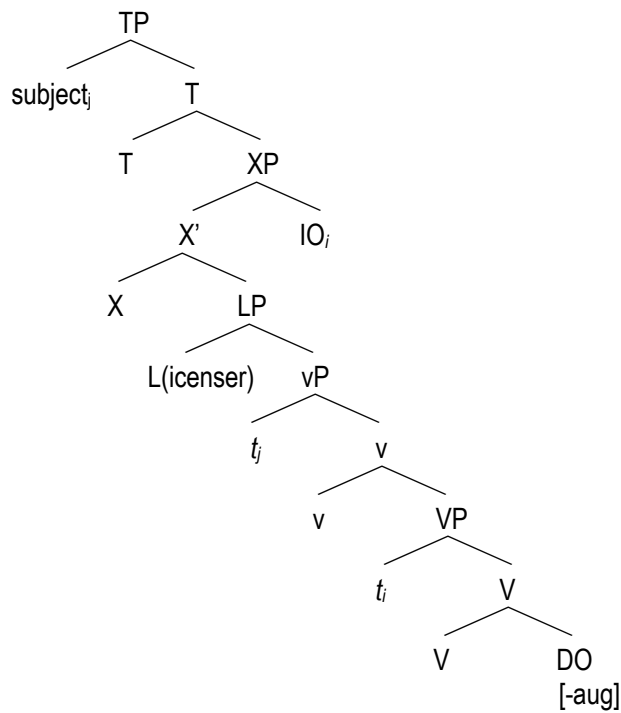 TP
subjectj T
T XP
X’ IOi
X LP
L(icenser) vP
tj v
v VP
ti V
V DO
[-aug]